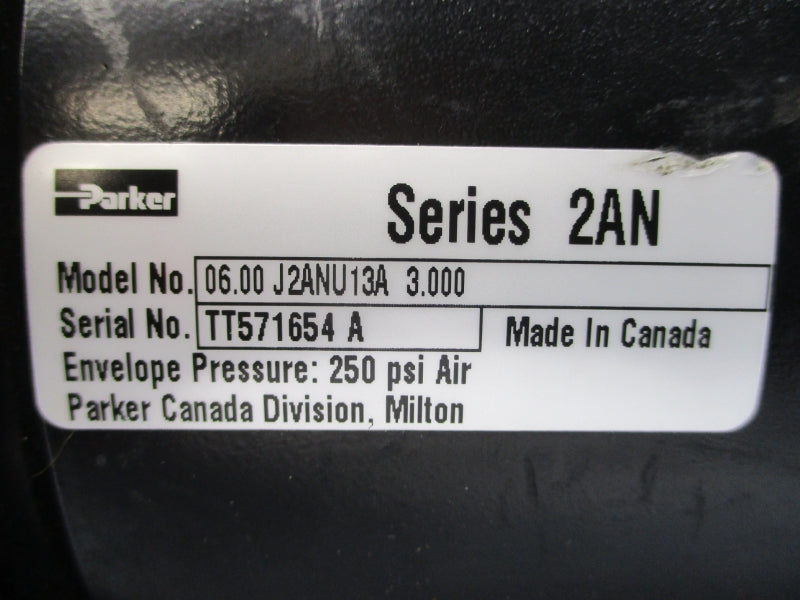 Parker
Series 2AN
Model No. 06.00 J2ANU13A 3.000
Serial No. TT571654 A Made In Canada
Envelope Pressure: 250 psi Air
Parker Canada Division, Milton